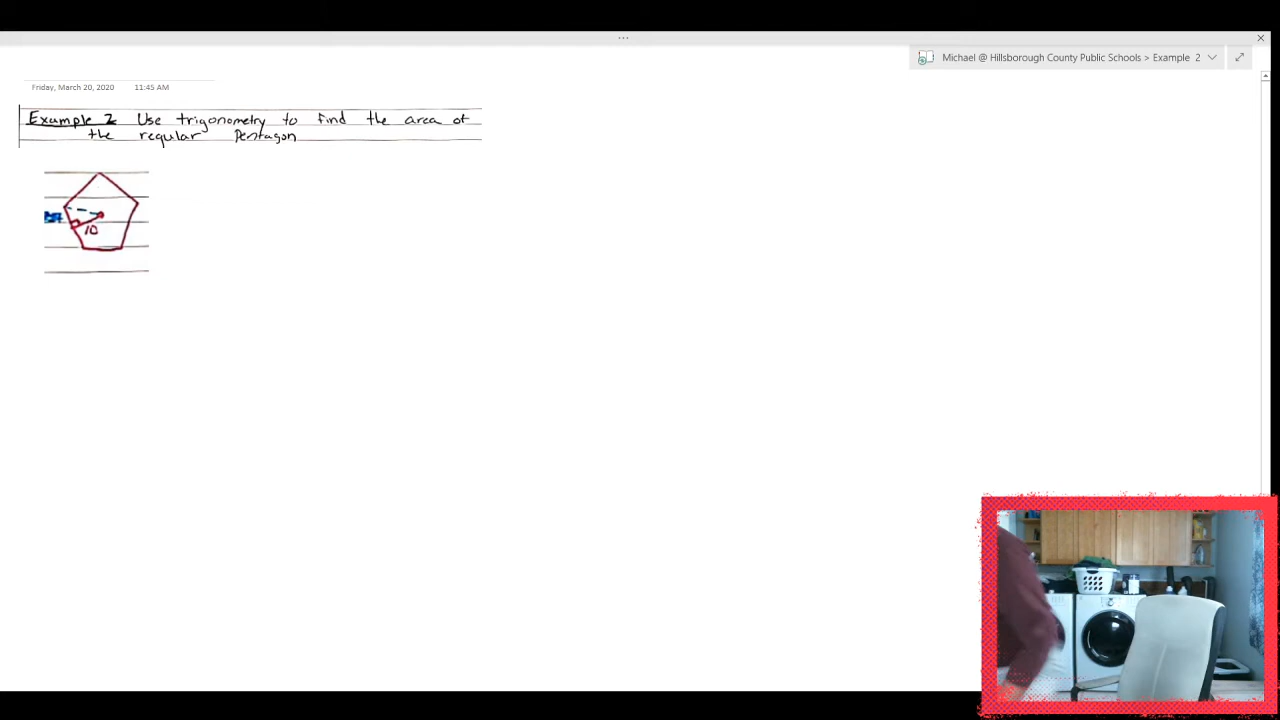 Michael @ Hillsborough County Public Schools > Example 2
Friday, March 20, 2020 11:45 AM
Example 2 Use trigonometry to find the area of
the regular Pentagon
10